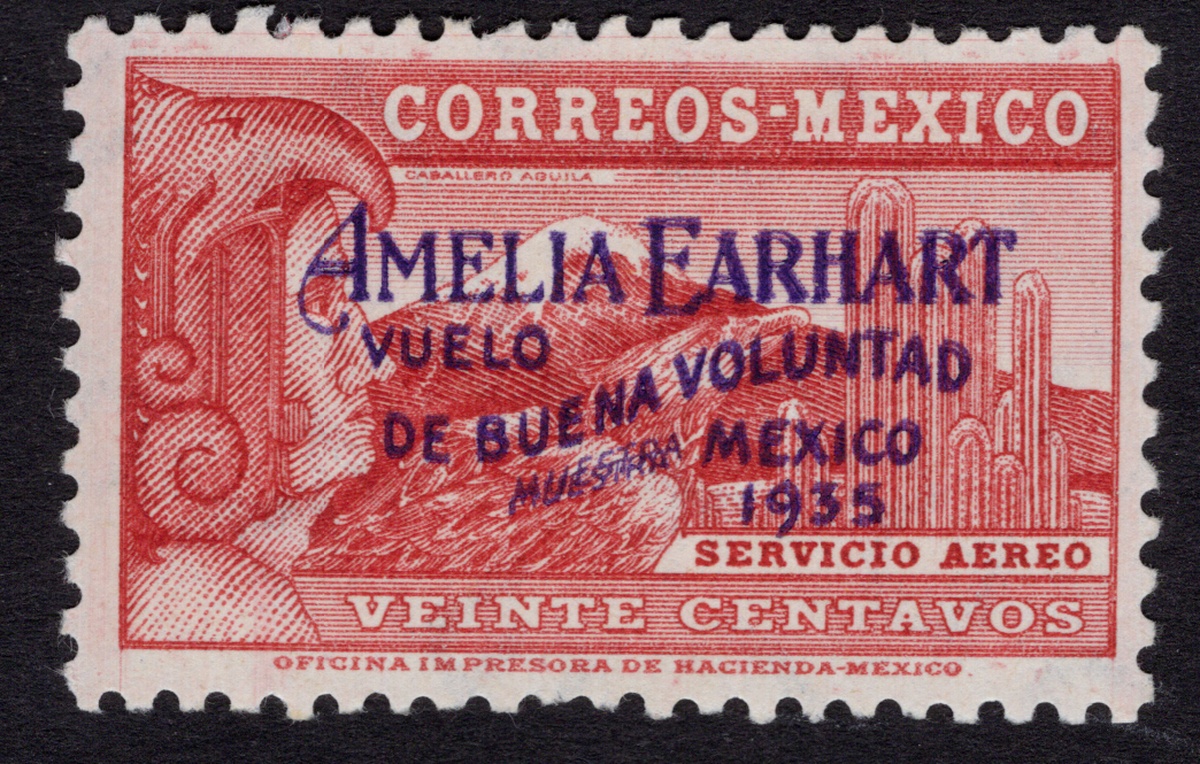 CORREOS-MEXICO
CABALLERO AGUILA
AMELIA EARHART
VUELO
DE BUENA VOLUNTAD
MUESTRA
MEXICO
1935
SERVICIO AEREO
VEINTE CENTAVOS
OFICINA IMPRESORA DE HACIENDA-MEXICO.